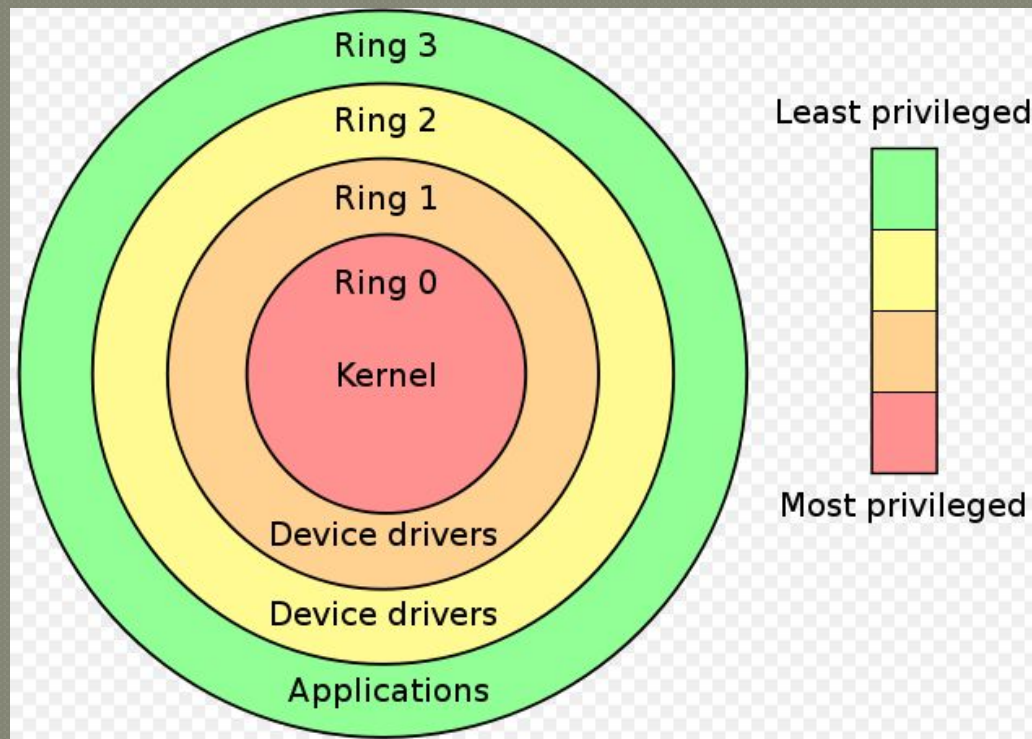 Ring 3
Ring 2
Ring 1
Ring 0
Kernel
Device drivers
Device drivers
Applications
Least privileged
Most privileged